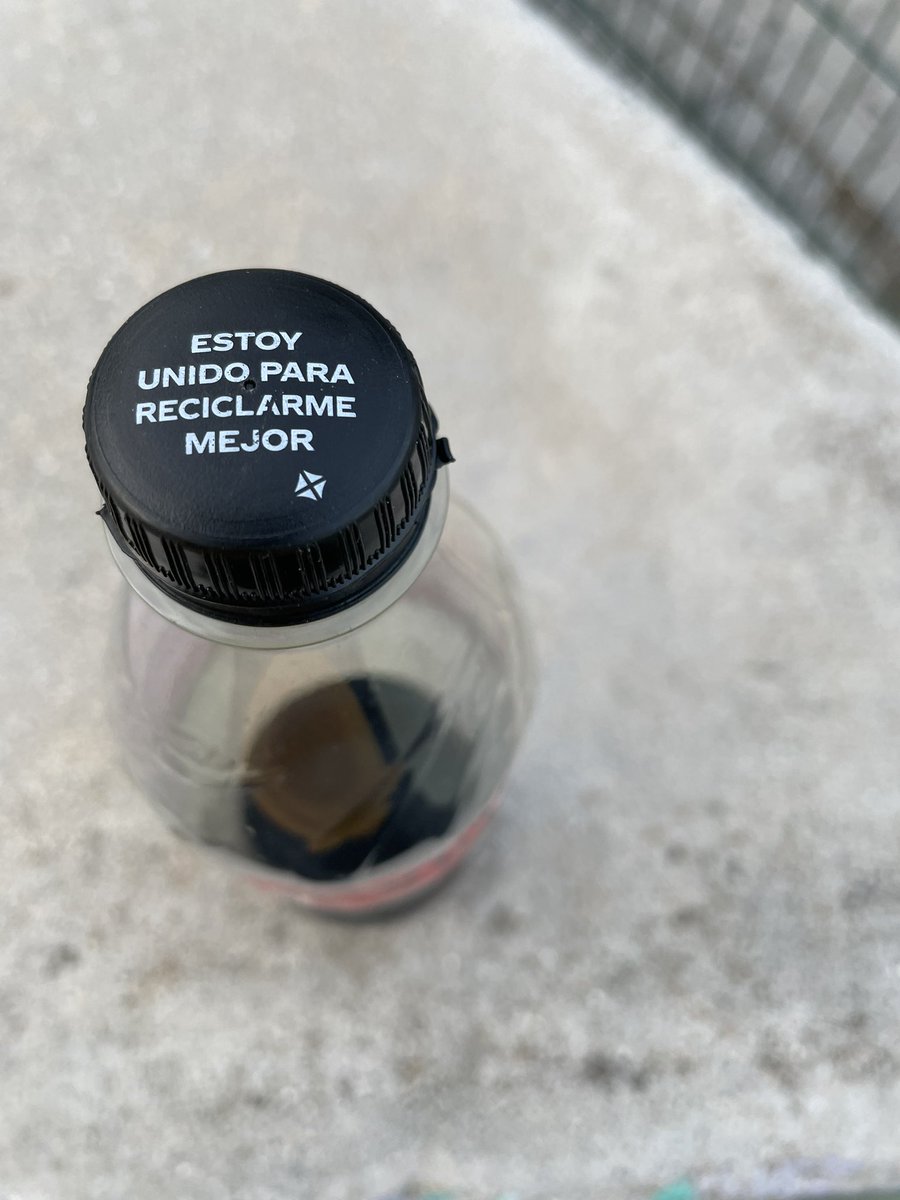 ESTOY
UNIDO PARA
RECICLARME
MEJOR